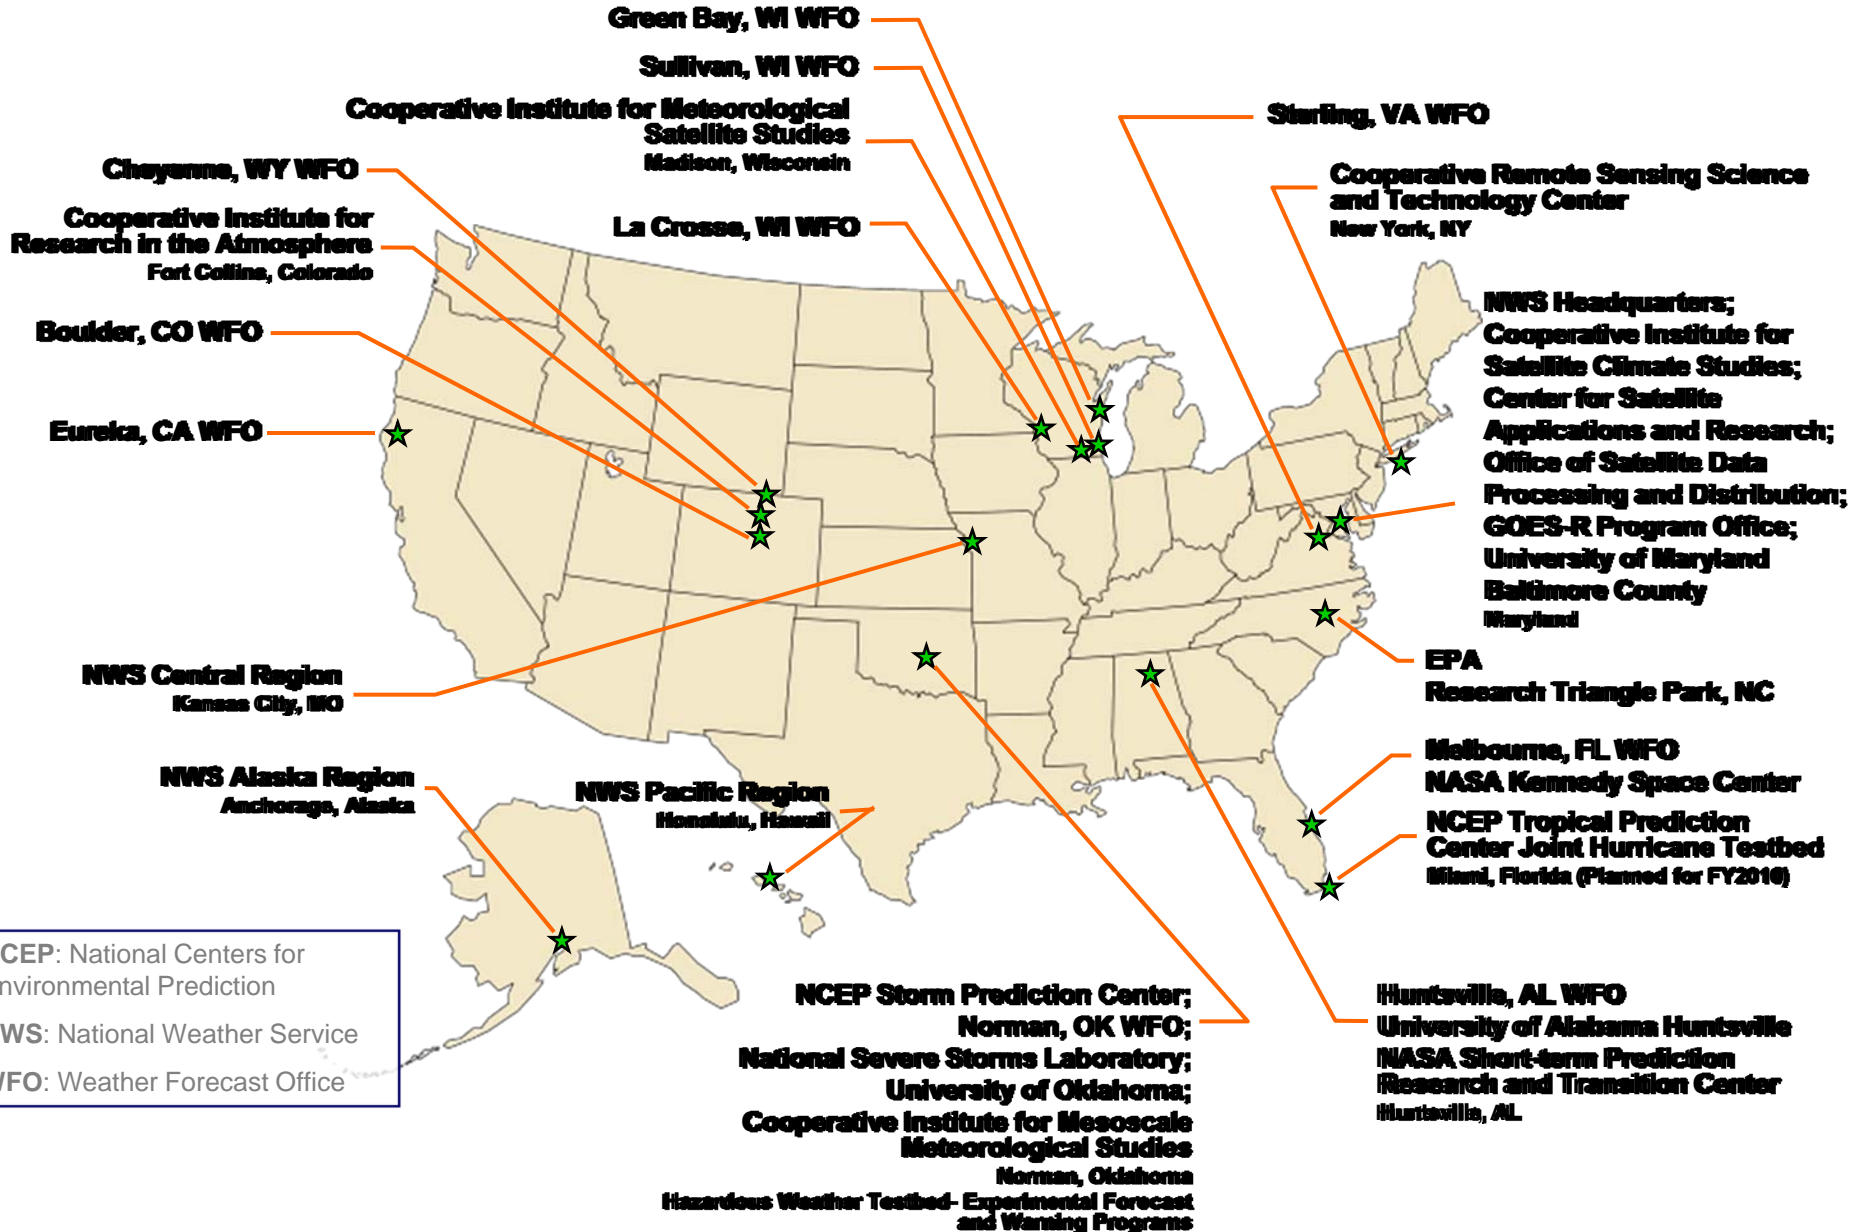 Green Bay, WI WFO
Sullivan, WI WFO
Cooperative Institute for Meteorological
Satellite Studies
Madison, Wisconsin
La Crosse, WI WFO
Cheyenne, WY WFO
Cooperative Institute for
Research in the Atmosphere
Fort Collins, Colorado
Boulder, CO WFO
Eureka, CA WFO
NWS Central Region
Kansas City, MO
NWS Alaska Region
Anchorage, Alaska
NWS Pacific Region
Honolulu, Hawaii
Sterling, VA WFO
Cooperative Remote Sensing Science
and Technology Center
New York, NY
NWS Headquarters;
Cooperative Institute for
Satellite Climate Studies;
Center for Satellite
Applications and Research;
Office of Satellite Data
Processing and Distribution;
GOES-R Program Office;
University of Maryland
Baltimore County
Maryland
EPA
Research Triangle Park, NC
Melbourne, FL WFO
NASA Kennedy Space Center
NCEP Tropical Prediction
Center Joint Hurricane Testbed
Miami, Florida (Planned for FY2010)
CEP: National Centers for
nvironmental Prediction
WS: National Weather Service
WFO: Weather Forecast Office
NCEP Storm Prediction Center;
Norman, OK WFO;
National Severe Storms Laboratory;
University of Oklahoma;
Cooperative Institute for Mesoscale
Meteorological Studies
Norman, Oklahoma
Hazardous Weather Testbed- Experimental Forecast
and Warning Programs
Huntsville, AL WFO
University of Alabama Huntsville
NASA Short-term Prediction
Research and Transition Center
Huntsville, AL